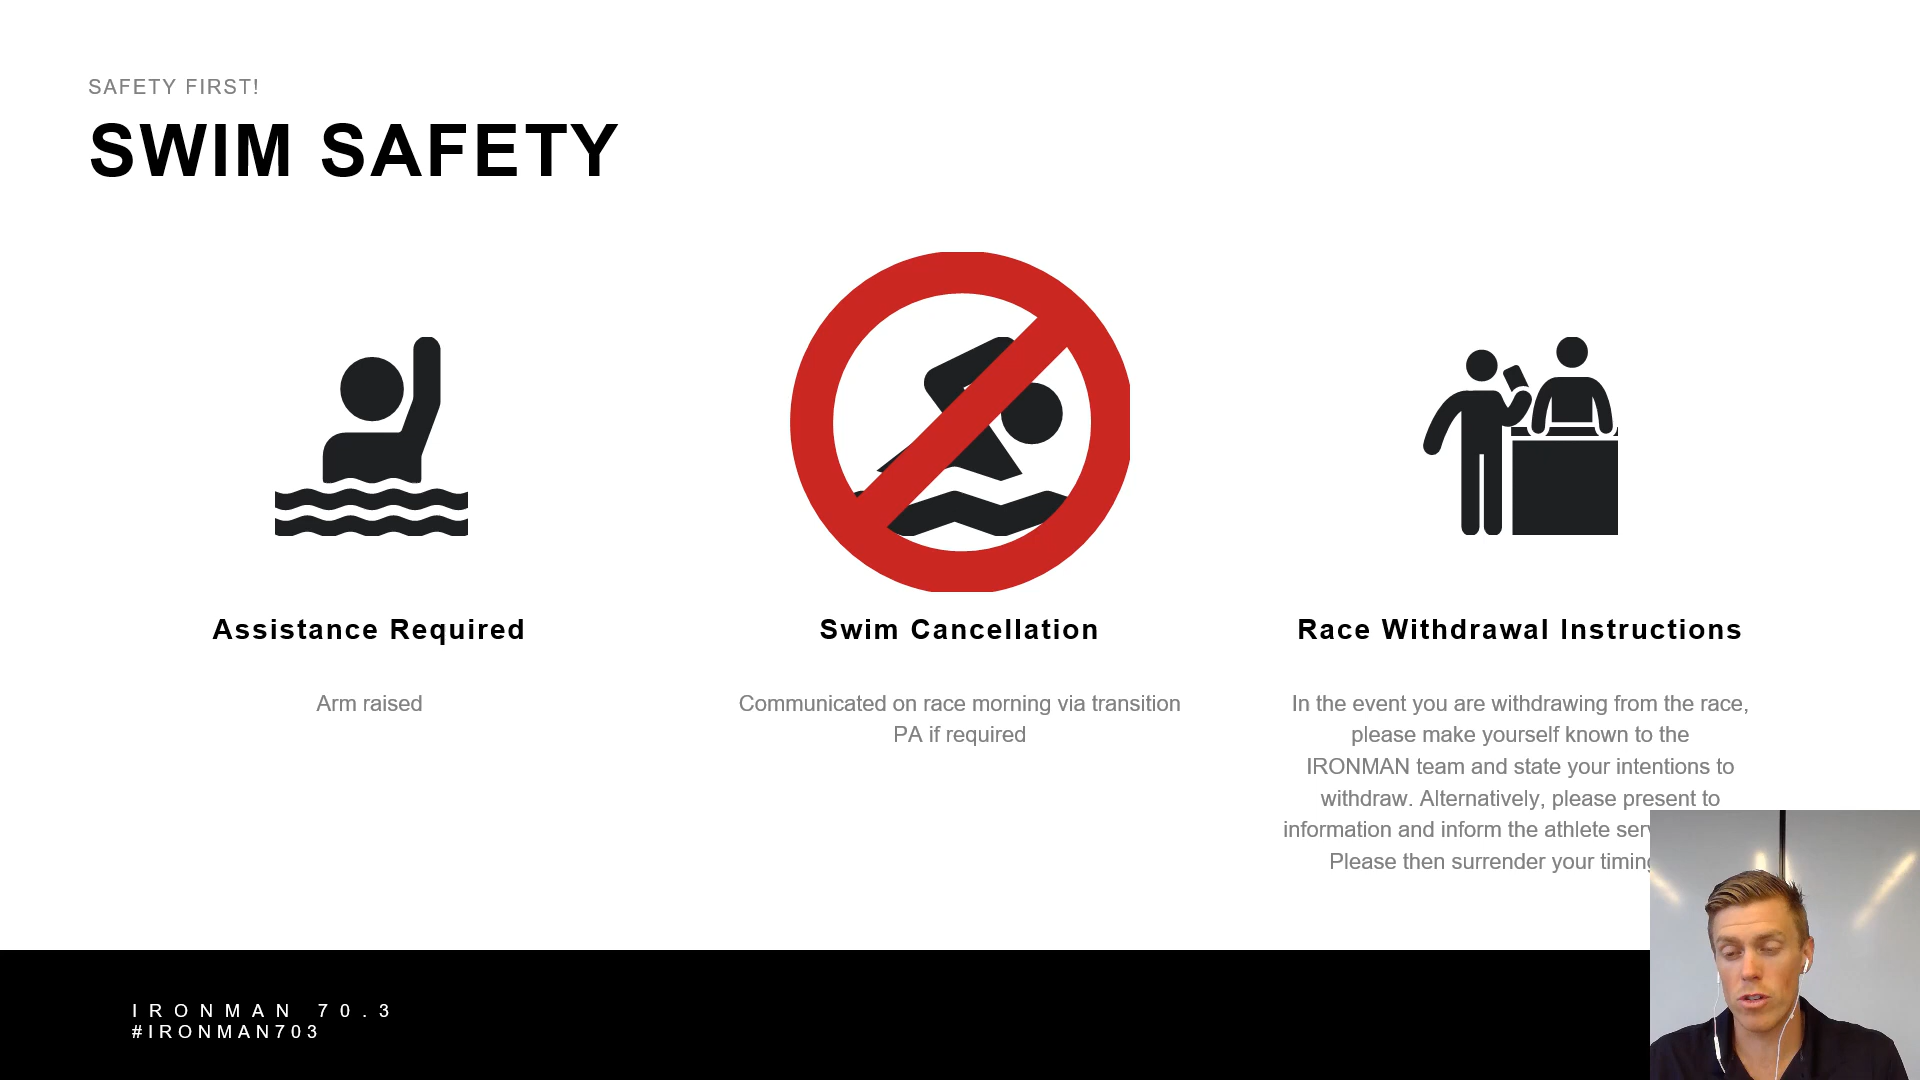 SAFETY FIRST!
SWIM SAFETY
Assistance Required
Arm raised
Swim Cancellation
Communicated on race morning via transition
PA if required
Race Withdrawal Instructions
In the event you are withdrawing from the race,
please make yourself known to the
IRONMAN team and state your intentions to
withdraw. Alternatively, please present to
information and inform the athlete
Please then surrender your
IRONMAN 70.3
#IRONMAN703